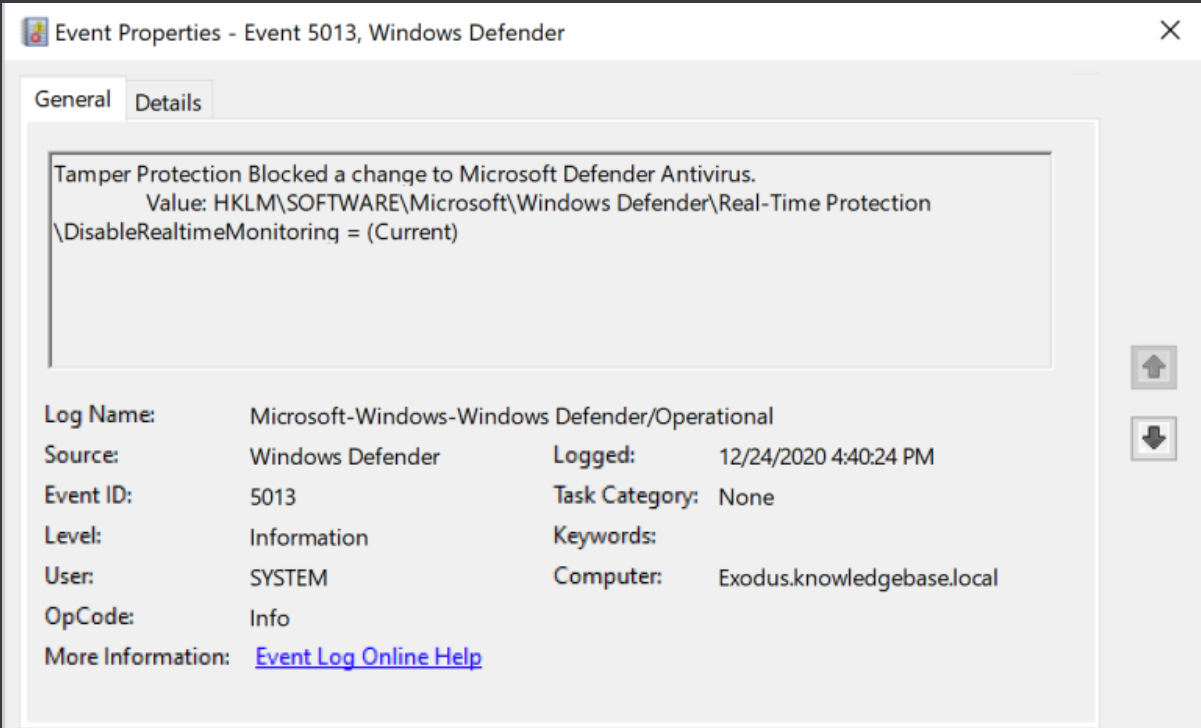 Event Properties - Event 5013, Windows Defender
General Details
Tamper Protection Blocked a change to Microsoft Defender Antivirus.
Value: HKLM\SOFTWARE\Microsoft\Windows Defender\Real-Time Protection
\DisableRealtimeMonitoring = (Current)
Log Name: Microsoft-Windows-Windows Defender/Operational
Source: Windows Defender Logged: 12/24/2020 4:40:24 PM
Event ID: 5013 Task Category: None
Level: Information Keywords:
User: SYSTEM Computer: Exodus.knowledgebase.local
OpCode: Info
More Information: Event Log Online Help